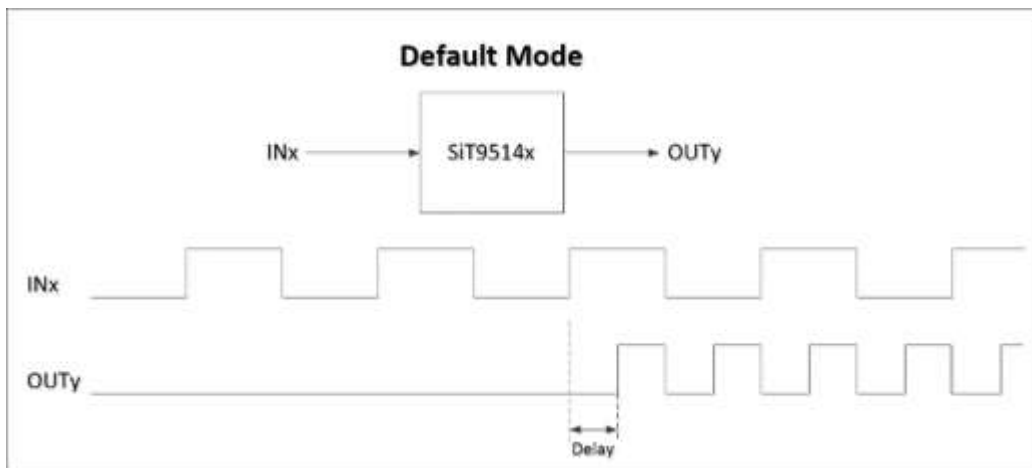 Default Mode
INx
SiT9514x
OUTy
INx
OUTy
Delay